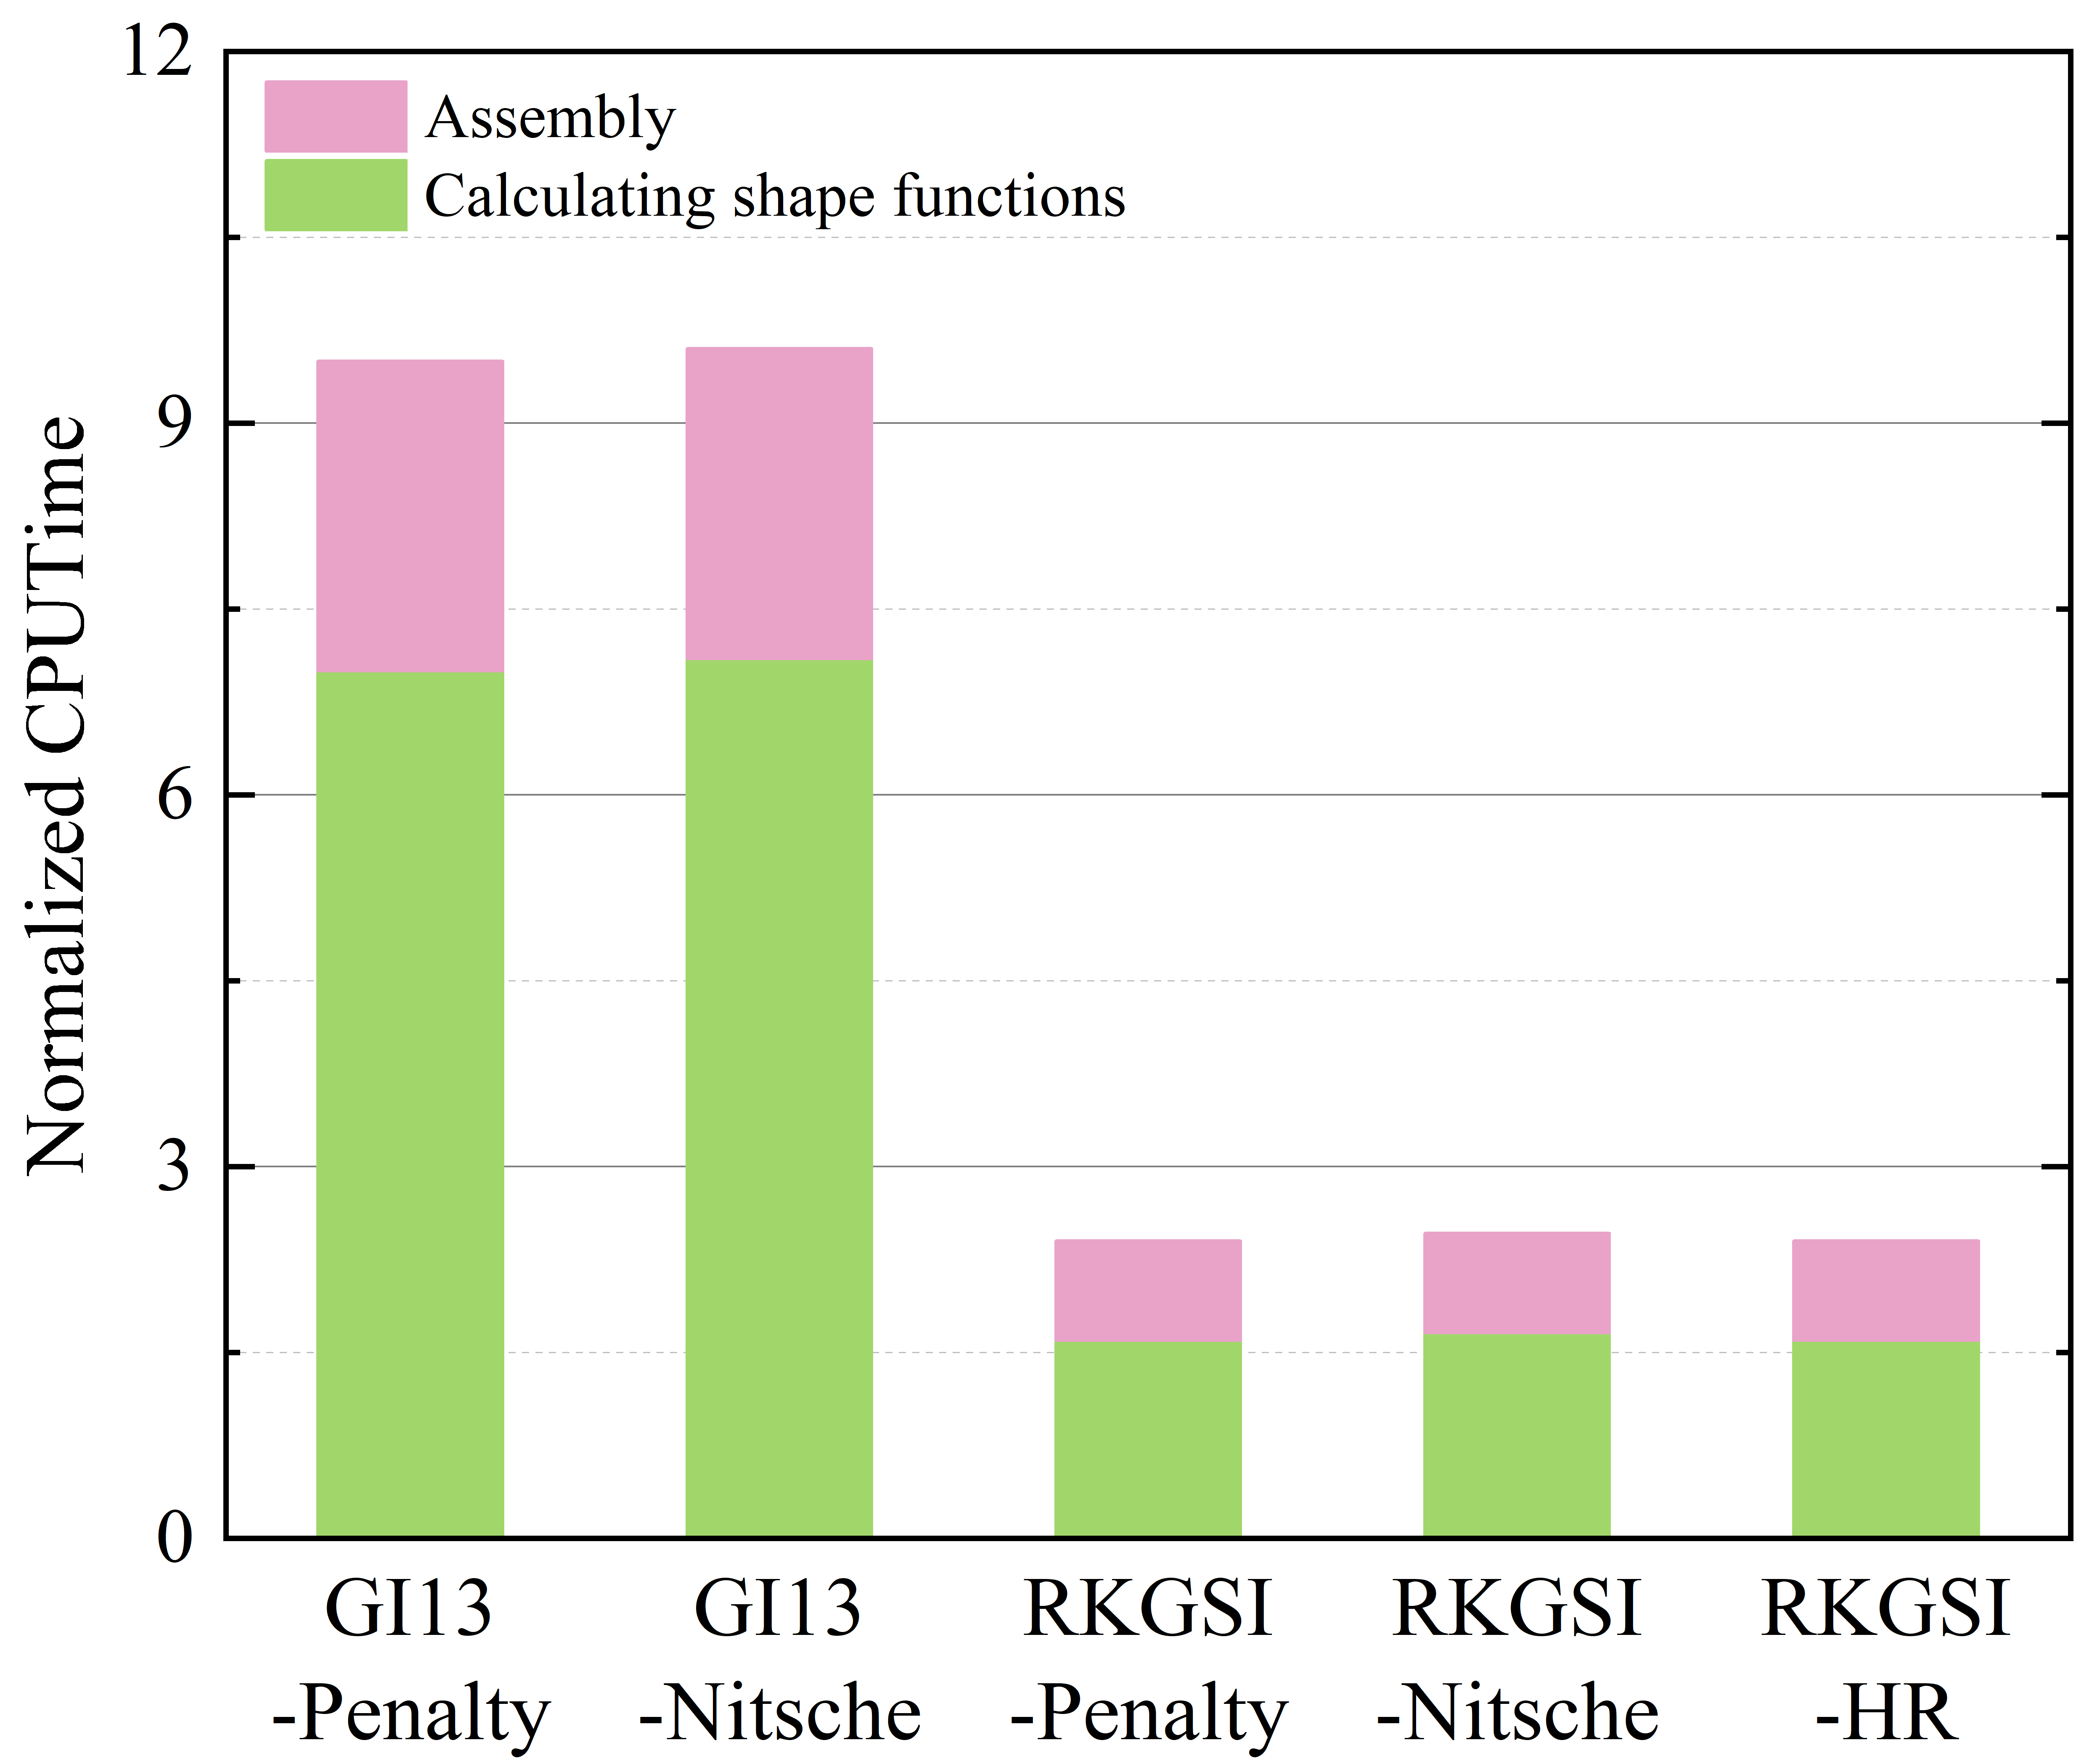 12
Assembly
Calculating shape functions
9
6
3
0
Normalized CPUTime
GI13
-Penalty
GI13
-Nitsche
RKGSI
-Penalty
RKGSI
-Nitsche
RKGSI
-HR